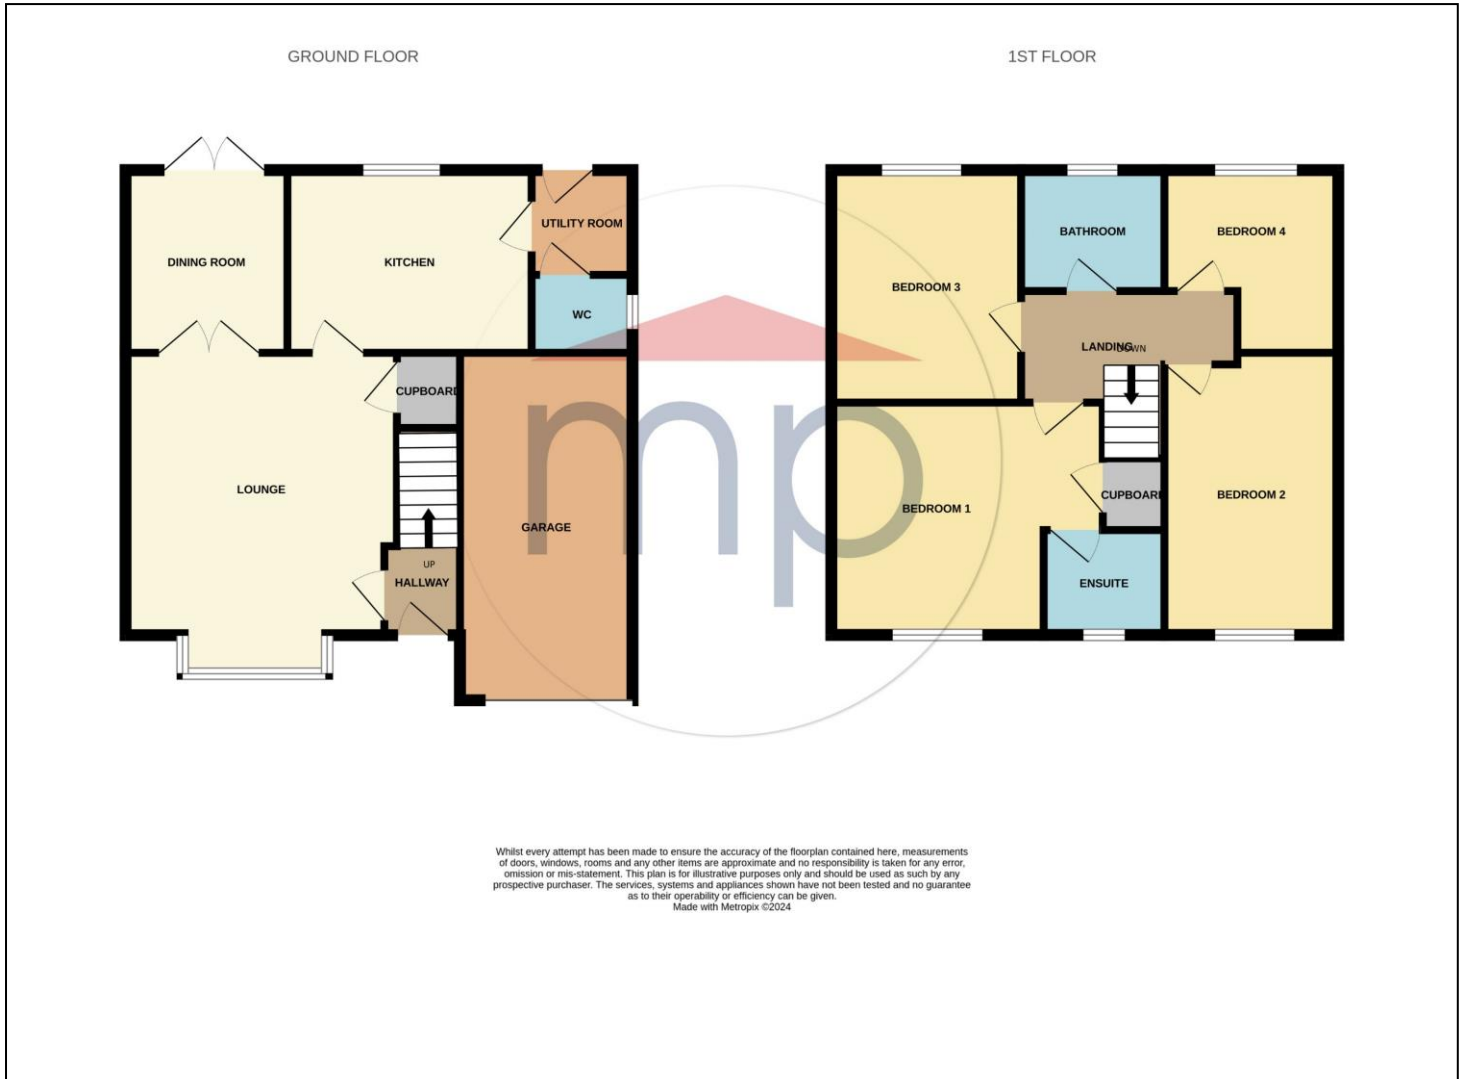 GROUND FLOOR
1ST FLOOR
DINING ROOM
KITCHEN
UTILITY ROOM
WC
CUPBOARD
LOUNGE
GARAGE
UP
HALLWAY
BEDROOM 3
BATHROOM
BEDROOM 4
LANDING
DOWN
BEDROOM 1
CUPBOARD
BEDROOM 2
ENSUITE
mp
Whilst every attempt has been made to ensure the accuracy of the floorplan contained here, measurements
of doors, windows, rooms and any other items are approximate and no responsibility is taken for any error,
omission or mis-statement. This plan is for illustrative purposes only and should be used as such by any
prospective purchaser. The services, systems and appliances shown have not been tested and no guarantee
as to their operability or efficiency can be given.
Made with Metropix ©2024